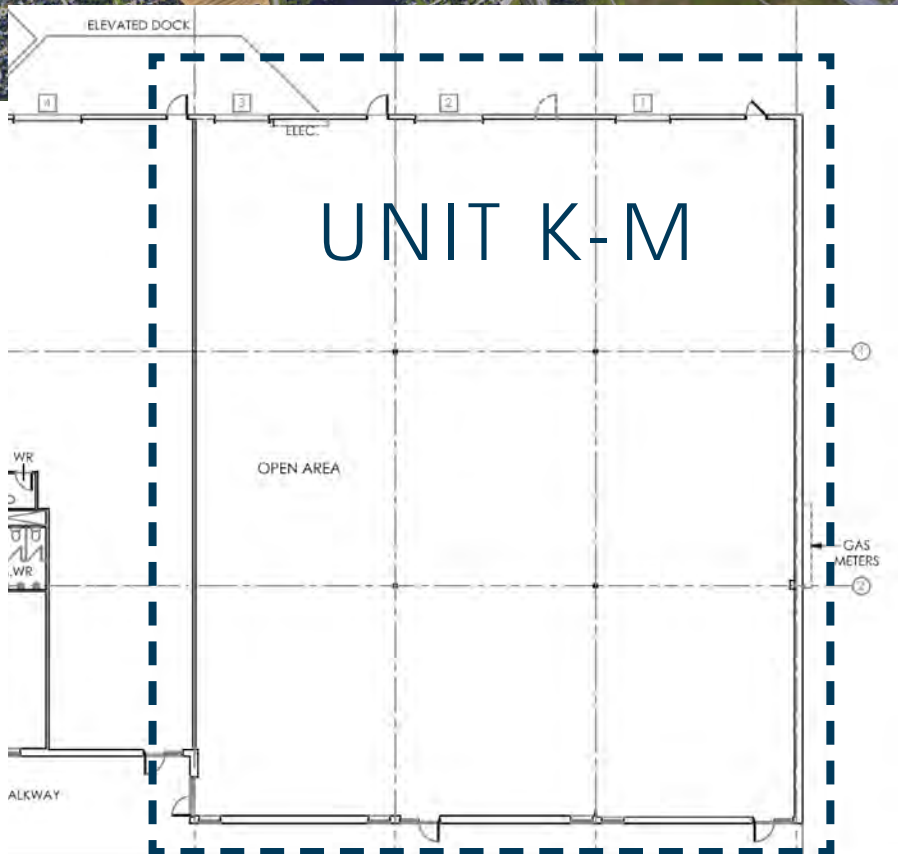 ELEVATED DOCK
4
3
2
1
ELEC.
UNIT K-M
1
WR
OPEN AREA
GAS
METERS
WR
2
ALKWAY